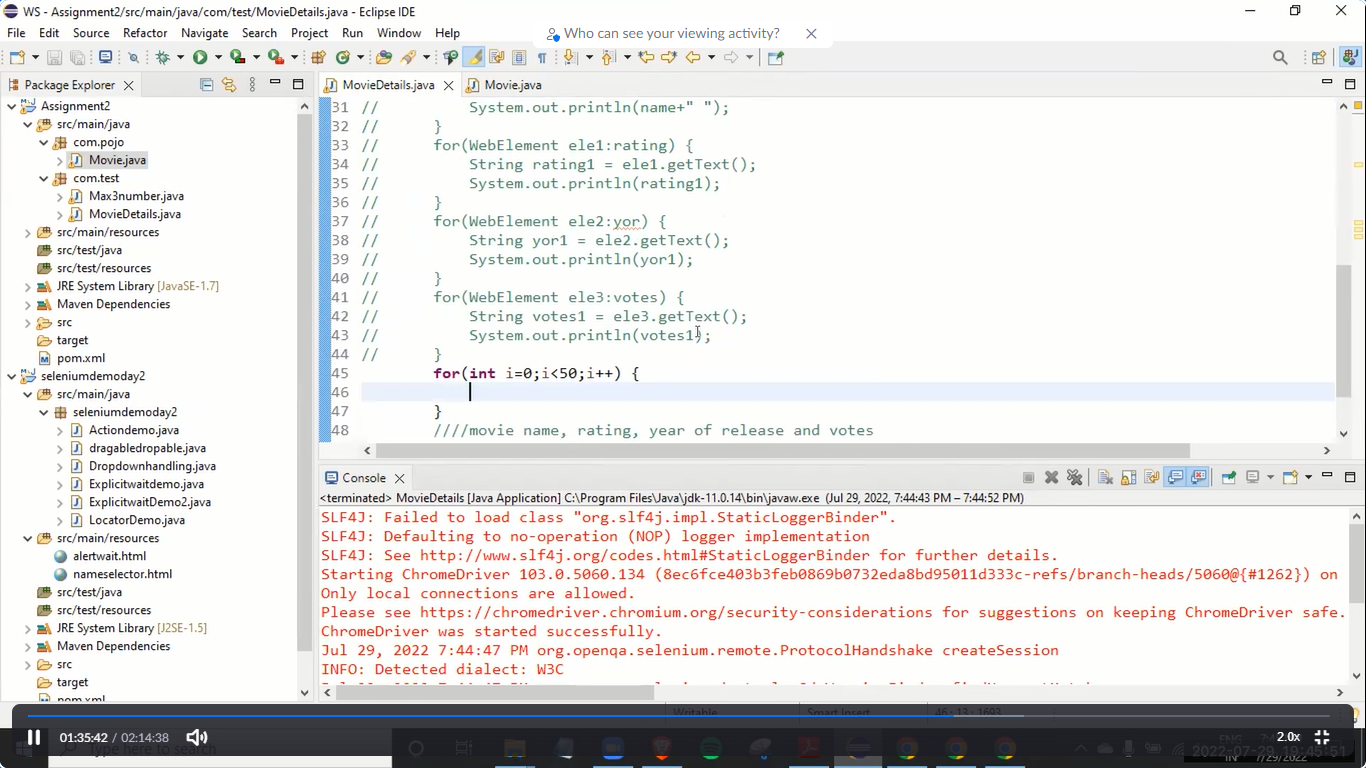 WS - Assignment2/src/main/java/com/test/MovieDetails.java - Eclipse IDE
File Edit Source Refactor Navigate Search Project Run Window Help
Who can see your viewing activity?
Package Explorer
MovieDetails.java
Movie.java
Assignment2
src/main/java
com.pojo
Movie.java
com.test
Max3number.java
MovieDetails.java
src/main/resources
src/test/java
src/test/resources
JRE System Library [JavaSE-1.7]
Maven Dependencies
src
target
pom.xml
seleniumdemoday2
src/main/java
seleniumdemoday2
Actiondemo.java
dragabledropable.java
Dropdownhandling.java
Explicitwaitdemo.java
ExplicitwaitDemo2.java
LocatorDemo.java
src/main/resources
alertwait.html
nameselector.html
src/test/java
src/test/resources
JRE System Library [J2SE-1.5]
Maven Dependencies
src
target
pom.xml
31 // System.out.println(name+" ");
32 // }
33 // for(WebElement ele1:rating) {
34 // String rating1 = ele1.getText();
35 // System.out.println(rating1);
36 // }
37 // for(WebElement ele2:yor) {
38 // String yor1 = ele2.getText();
39 // System.out.println(yor1);
40 // }
41 // for(WebElement ele3:votes) {
42 // String votes1 = ele3.getText();
43 // System.out.println(votes1);
44 // }
45 for(int i=0;i<50;i++) {
46
47 }
48 ////movie name, rating, year of release and votes
Console
<terminated> MovieDetails [Java Application] C:\Program Files\Java\jdk-11.0.14\bin\javaw.exe (Jul 29, 2022, 7:44:43 PM – 7:44:52 PM)
SLF4J: Failed to load class "org.slf4j.impl.StaticLoggerBinder".
SLF4J: Defaulting to no-operation (NOP) logger implementation
SLF4J: See http://www.slf4j.org/codes.html#StaticLoggerBinder for further details.
Starting ChromeDriver 103.0.5060.134 (8ec6fce403b3feb0869b0732eda8bd95011d333c-refs/branch-heads/5060@{#1262}) on
Only local connections are allowed.
Please see https://chromedriver.chromium.org/security-considerations for suggestions on keeping ChromeDriver safe.
ChromeDriver was started successfully.
Jul 29, 2022 7:44:47 PM org.openqa.selenium.remote.ProtocolHandshake createSession
INFO: Detected dialect: W3C
Writable Smart Insert 46 : 13 : 1693
01:35:42 / 02:14:38
Type here to search
2.0x
ENG
IN
7/29/2022
2022-07-29 19:45:51